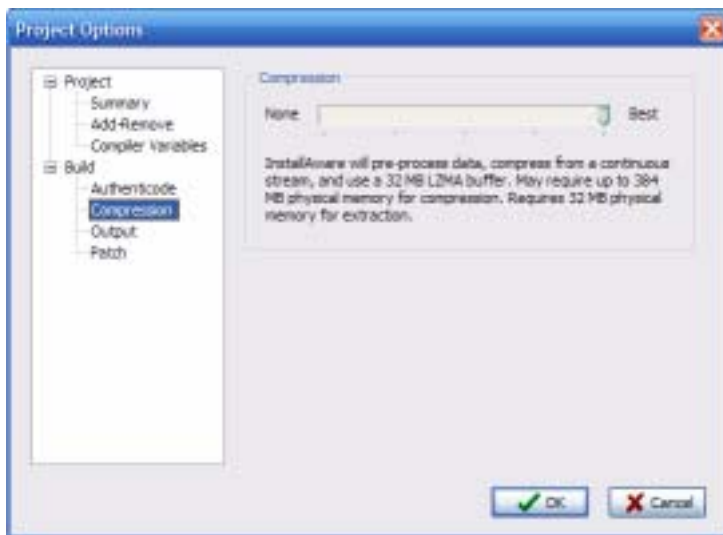 Project Options
Project
Summary
Add-Remove
Compiler Variables
Build
Authenticode
Compression
Output
Patch
Compression
None
Best
InstallAware will pre-process data, compress from a continuous
stream, and use a 32 MB LZMA buffer. May require up to 384
MB physical memory for compression. Requires 32 MB physical
memory for extraction.
OK
Cancel